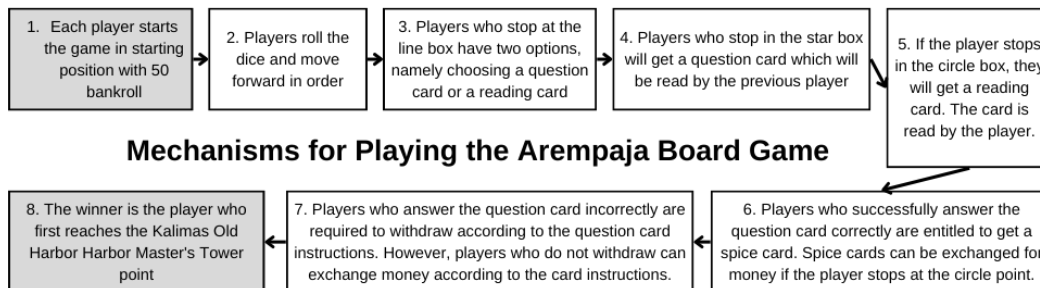 1. Each player starts
the game in starting
position with 50
bankroll
2. Players roll the
dice and move
forward in order
3. Players who stop at the
line box have two options,
namely choosing a question
card or a reading card
4. Players who stop in the star box
will get a question card which will
be read by the previous player
5. If the player stops
in the circle box, they
will get a reading
card. The card is
read by the player.
Mechanisms for Playing the Arempaja Board Game
6. Players who successfully answer the
question card correctly are entitled to get a
spice card. Spice cards can be exchanged for
money if the player stops at the circle point.
7. Players who answer the question card incorrectly are
required to withdraw according to the question card
instructions. However, players who do not withdraw can
exchange money according to the card instructions.
8. The winner is the player who
first reaches the Kalimas Old
Harbor Harbor Master's Tower
point